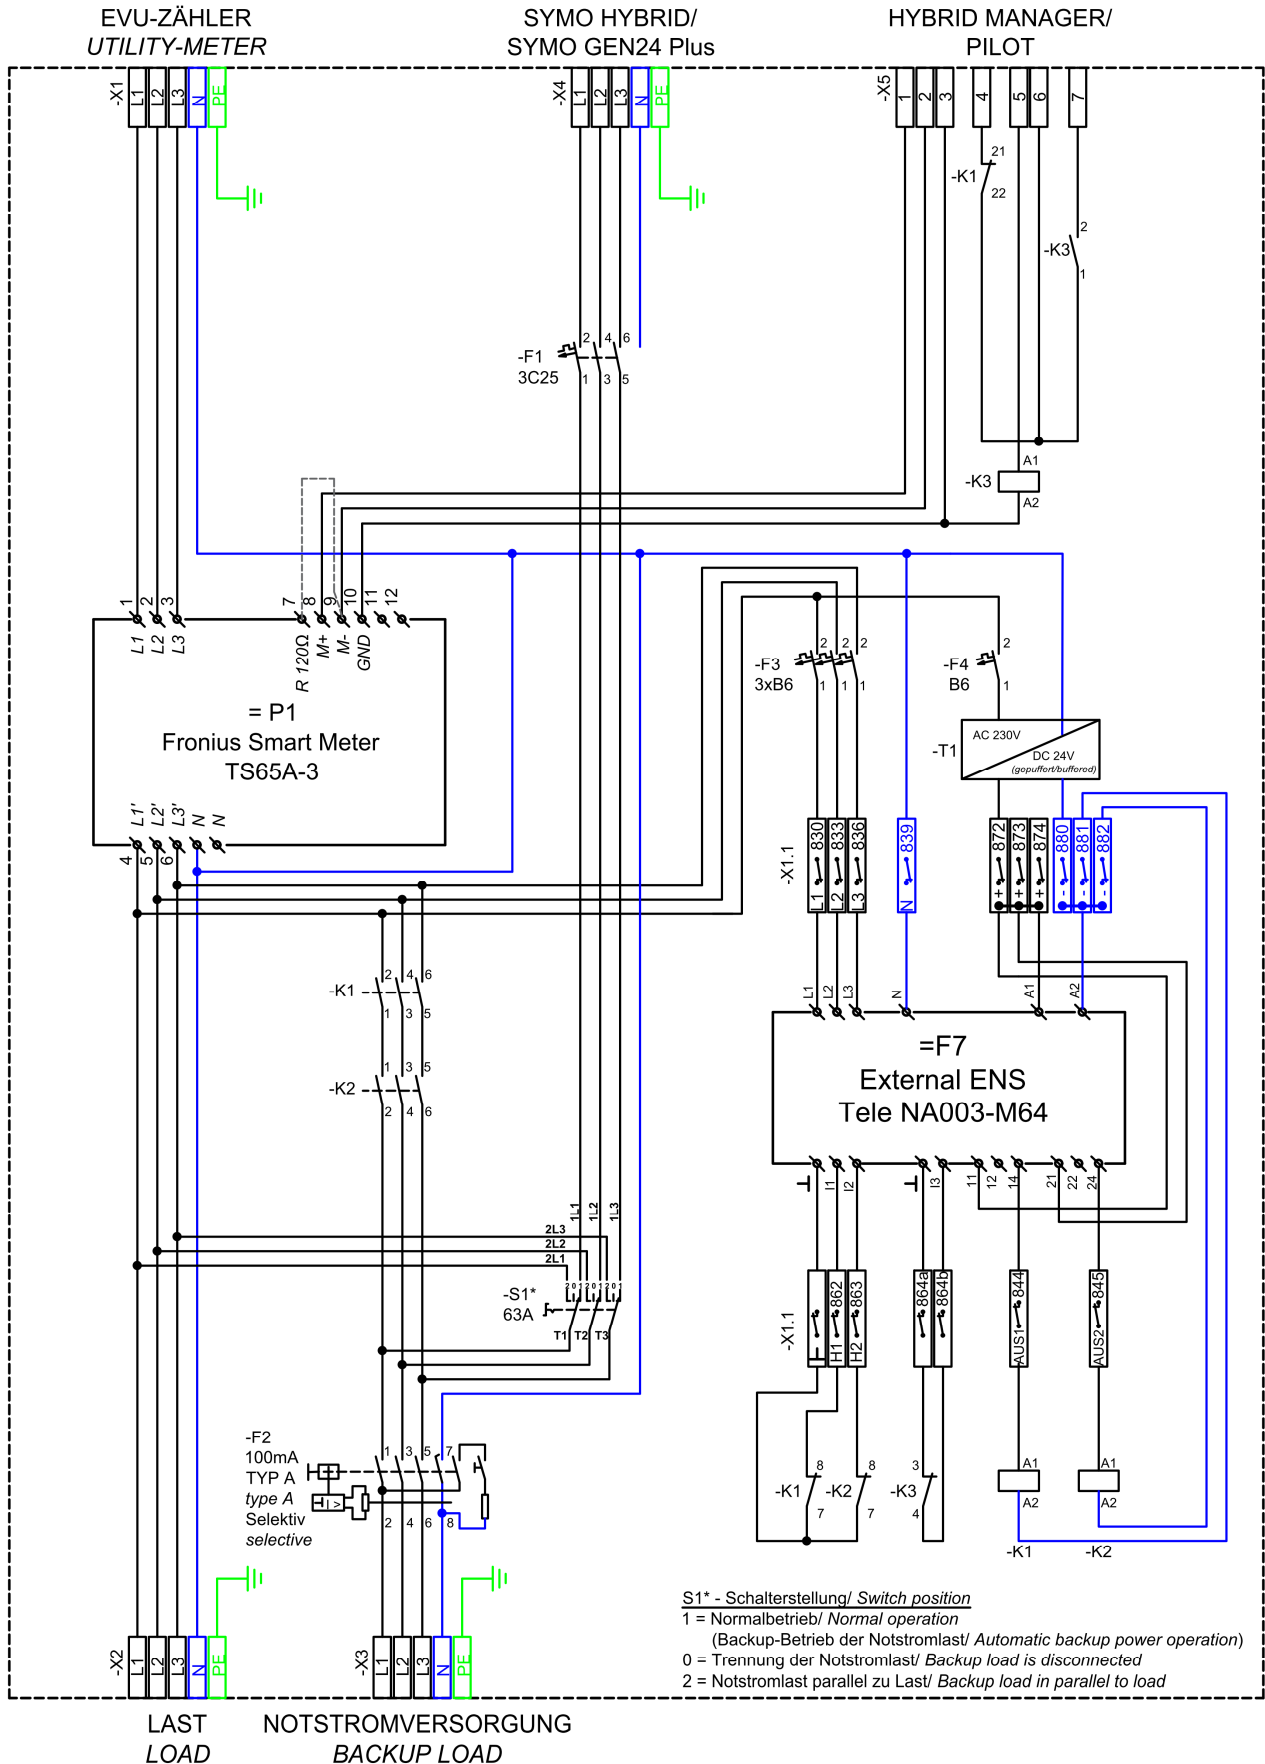 EVU-ZÄHLER
UTILITY-METER
SYMO HYBRID/
SYMO GEN24 Plus
HYBRID MANAGER/
PILOT
-X1
L1
L2
L3
N
PE
-X4
L1
L2
L3
N
PE
-X5
1
2
3
4
5
6
7
-K1
21
22
-K3
2
1
-F1
3C25
2
4
6
1
3
5
-K3
A1
A2
1
2
3
L1
L2
L3
7
8
9
10
11
12
R 120Ω
M+
M-
GND
= P1
Fronius Smart Meter
TS65A-3
L1'
L2'
L3'
N
N
4
5
6
-F3
3xB6
2
2
2
1
1
1
-F4
B6
2
1
-T1
AC 230V
DC 24V
(gepuffert/buffered)
-X1.1
L1 830
L2 833
L3 836
N 839
+ 872
+ 873
+ 874
- 880
- 881
- 882
-K1
2
4
6
1
3
5
-K2
1
3
5
2
4
6
L1
L2
L3
N
A1
A2
=F7
External ENS
Tele NA003-M64
I1
I2
I3
11
12
14
21
22
24
1L1
1L2
1L3
2L3
2L2
2L1
-S1*
63A
2 0 1 2 0 1 2 0 1
T1
T2
T3
-X1.1
H1 862
H2 863
864a
864b
AUS1 844
AUS2 845
-F2
100mA
TYP A
type A
Selektiv
selective
1
3
5
7
I >
2
4
6
8
-K1
8
7
-K2
8
7
-K3
3
4
A1
A2
-K1
A1
A2
-K2
S1* - Schalterstellung/ Switch position
1 = Normalbetrieb/ Normal operation
(Backup-Betrieb der Notstromlast/ Automatic backup power operation)
0 = Trennung der Notstromlast/ Backup load is disconnected
2 = Notstromlast parallel zu Last/ Backup load in parallel to load
-X2
L1
L2
L3
N
PE
-X3
L1
L2
L3
N
PE
LAST
LOAD
NOTSTROMVERSORGUNG
BACKUP LOAD